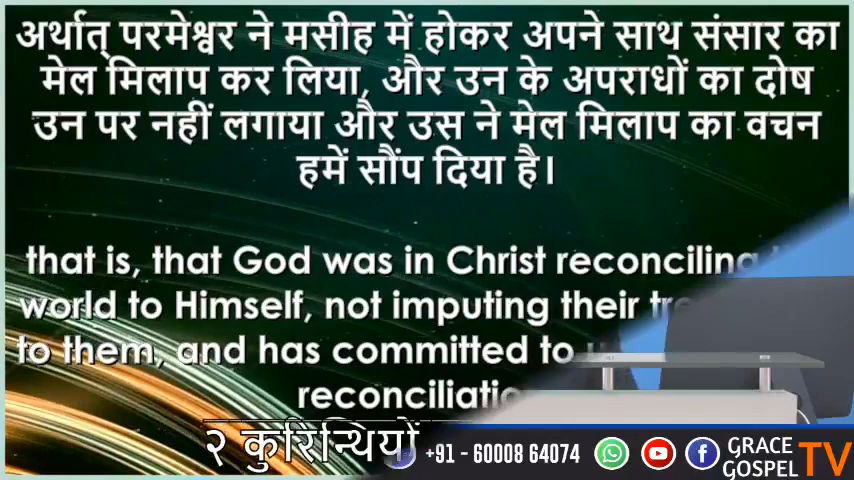 अर्थात् परमेश्वर ने मसीह में होकर अपने साथ संसार का
मेल मिलाप कर लिया, और उन के अपराधों का दोष
उन पर नहीं लगाया और उस ने मेल मिलाप का वचन
हमें सौंप दिया है।
that is, that God was in Christ reconciling
world to Himself, not imputing their
to them, and has committed to
२ कुरिन्थियों
+91 - 60008 64074
GRACE
GOSPEL TV